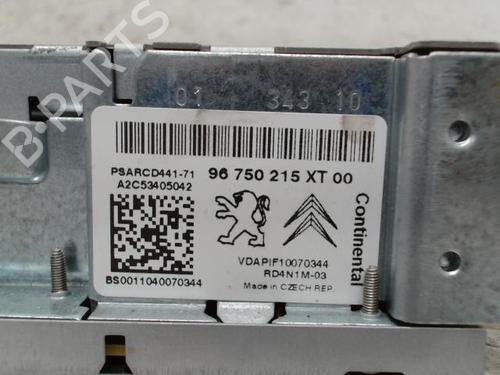 B-PARTS
01 343 10
PSARCD441-71
A2C53405042
96 750 215 XT 00
Continental
VDAPIF10070344
RD4N1M-03
BS0011040070344
Made in CZECH REP.